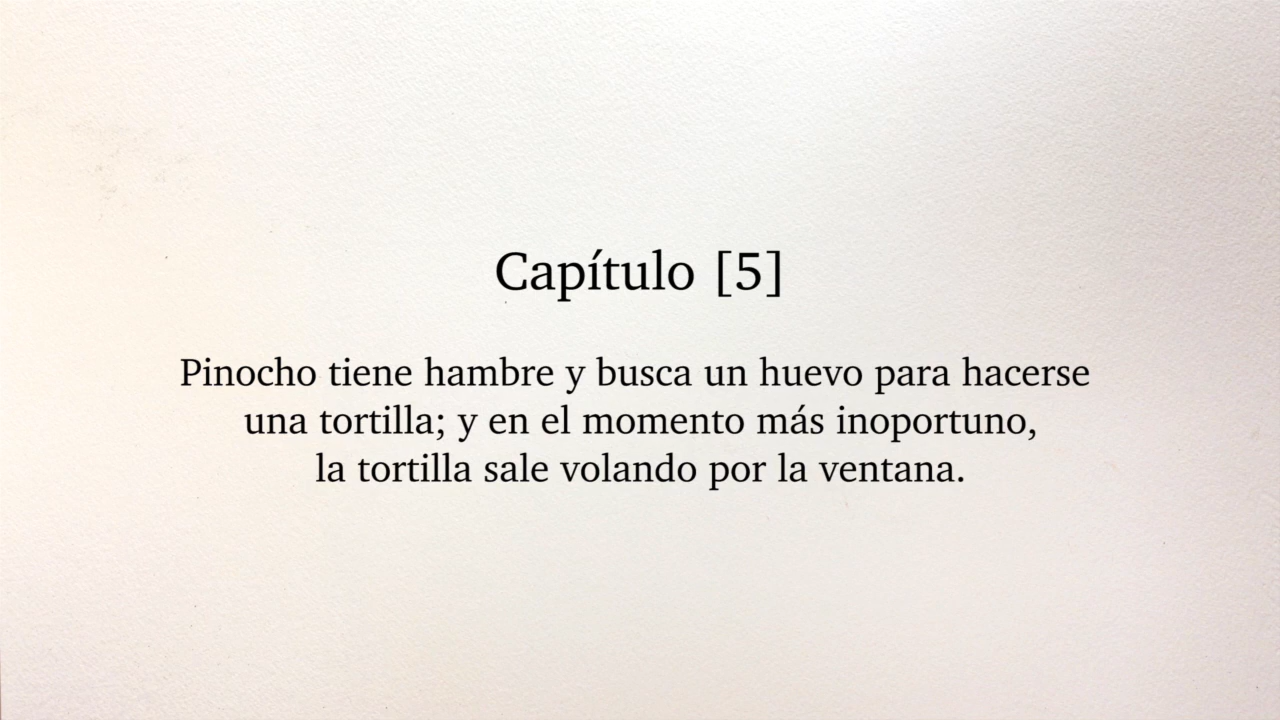 Capítulo [5]
Pinocho tiene hambre y busca un huevo para hacerse
una tortilla; y en el momento más inoportuno,
la tortilla sale volando por la ventana.